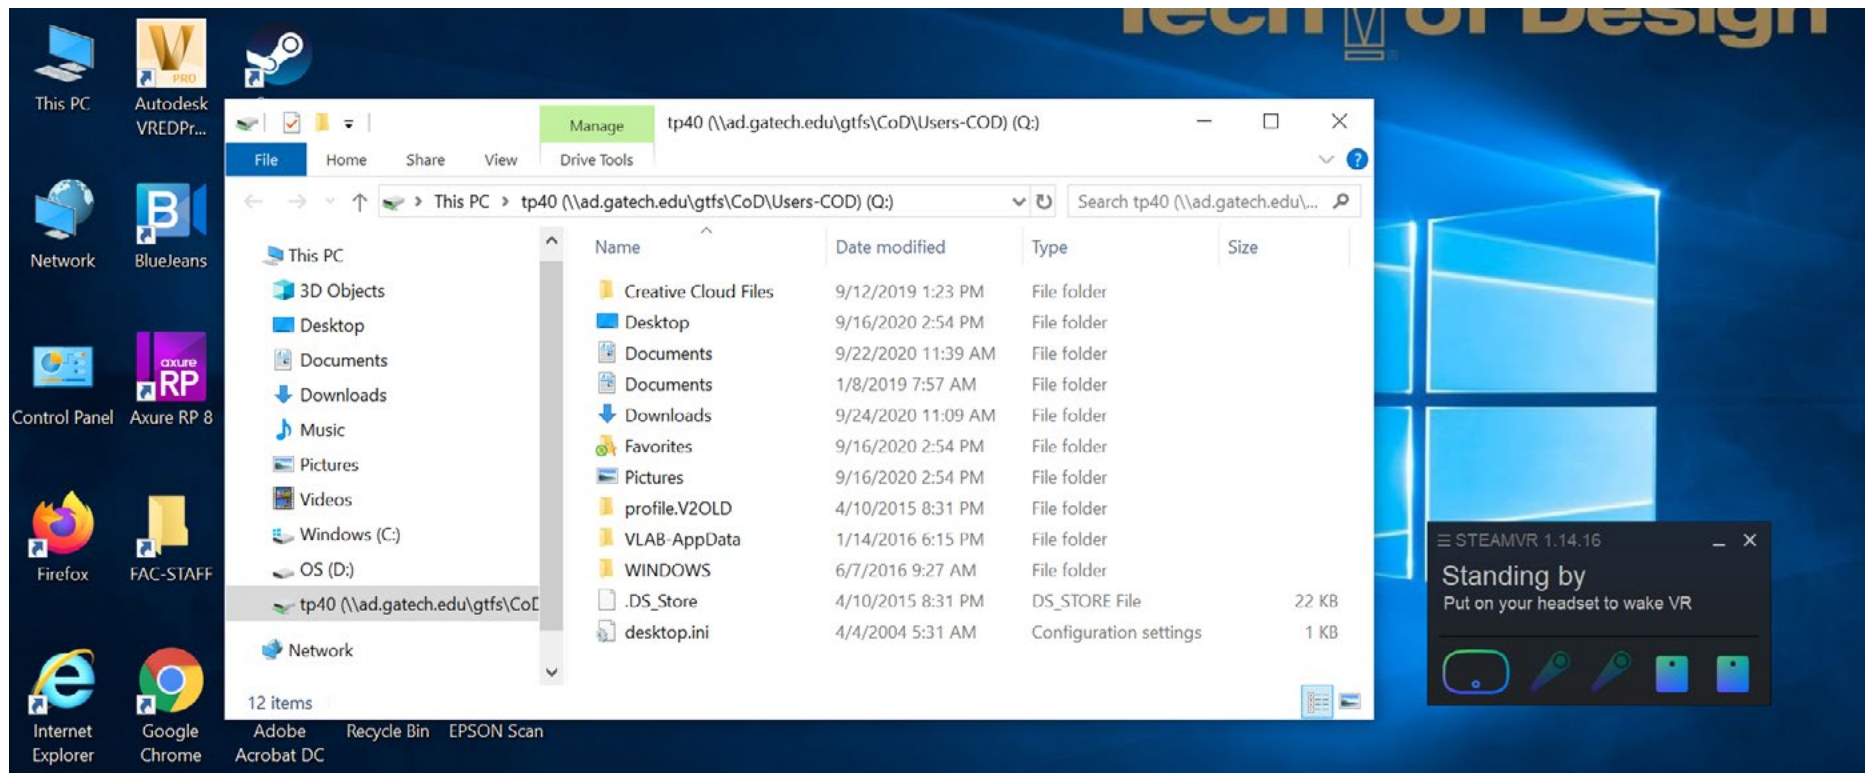 Tech of Design
This PC
Autodesk
VREDPr...
PRO
Network
BlueJeans
Control Panel
axure
RP
Axure RP 8
Firefox
FAC-STAFF
Internet
Explorer
Google
Chrome
Adobe
Acrobat DC
Recycle Bin
EPSON Scan
Manage
tp40 (\\ad.gatech.edu\gtfs\CoD\Users-COD) (Q:)
File Home Share View Drive Tools
This PC > tp40 (\\ad.gatech.edu\gtfs\CoD\Users-COD) (Q:)
Search tp40 (\\ad.gatech.edu\...
This PC
3D Objects
Desktop
Documents
Downloads
Music
Pictures
Videos
Windows (C:)
OS (D:)
tp40 (\\ad.gatech.edu\gtfs\CoD
Network
Name Date modified Type Size
Creative Cloud Files 9/12/2019 1:23 PM File folder
Desktop 9/16/2020 2:54 PM File folder
Documents 9/22/2020 11:39 AM File folder
Documents 1/8/2019 7:57 AM File folder
Downloads 9/24/2020 11:09 AM File folder
Favorites 9/16/2020 2:54 PM File folder
Pictures 9/16/2020 2:54 PM File folder
profile.V2OLD 4/10/2015 8:31 PM File folder
VLAB-AppData 1/14/2016 6:15 PM File folder
WINDOWS 6/7/2016 9:27 AM File folder
.DS_Store 4/10/2015 8:31 PM DS_STORE File 22 KB
desktop.ini 4/4/2004 5:31 AM Configuration settings 1 KB
12 items
STEAMVR 1.14.16
Standing by
Put on your headset to wake VR